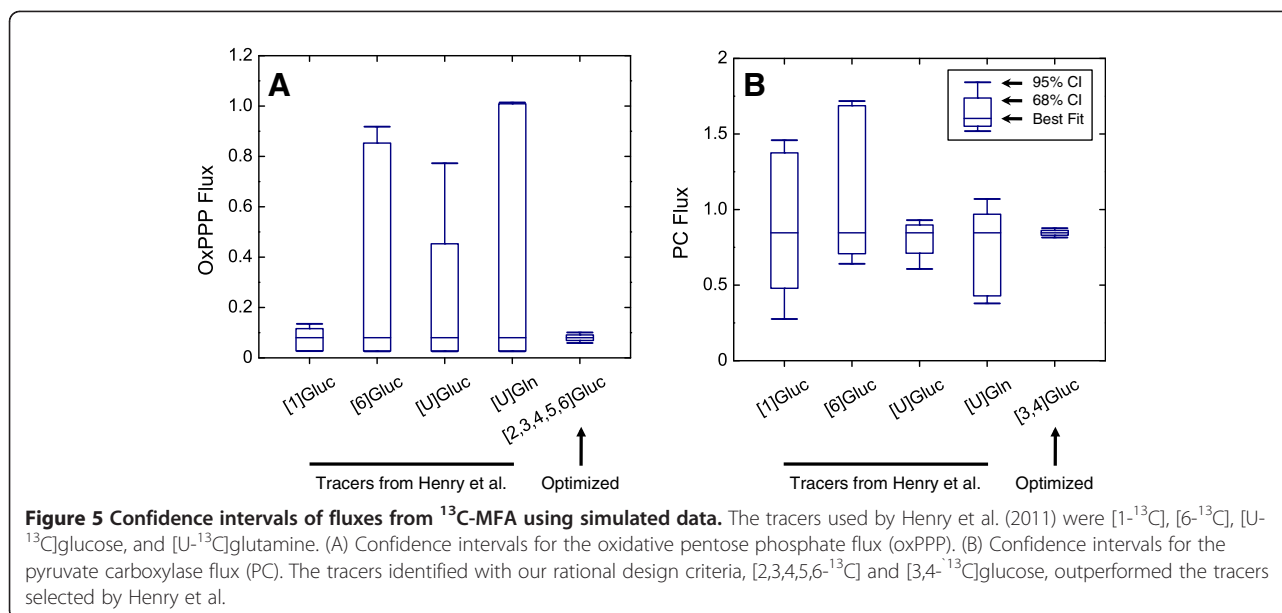 A
OxPPP Flux
1.2
1.0
0.8
0.6
0.4
0.2
0
[1]Gluc
[6]Gluc
[U]Gluc
[U]Gln
[2,3,4,5,6]Gluc
Tracers from Henry et al.
Optimized
B
PC Flux
2
1.5
1.0
0.5
0
95% CI
68% CI
Best Fit
[1]Gluc
[6]Gluc
[U]Gluc
[U]Gln
[3,4]Gluc
Tracers from Henry et al.
Optimized
Figure 5 Confidence intervals of fluxes from ¹³C-MFA using simulated data. The tracers used by Henry et al. (2011) were [1-¹³C], [6-¹³C], [U-
¹³C]glucose, and [U-¹³C]glutamine. (A) Confidence intervals for the oxidative pentose phosphate flux (oxPPP). (B) Confidence intervals for the
pyruvate carboxylase flux (PC). The tracers identified with our rational design criteria, [2,3,4,5,6-¹³C] and [3,4-`¹³C]glucose, outperformed the tracers
selected by Henry et al.